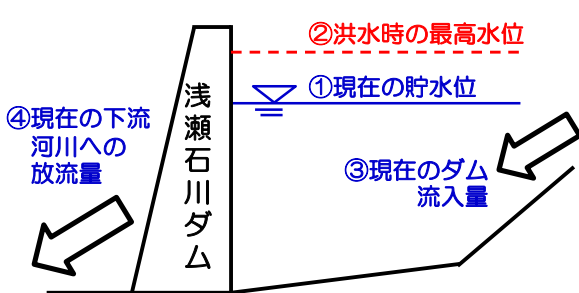 ②洪水時の最高水位
①現在の貯水位
浅瀬石川ダム
④現在の下流
河川への
放流量
③現在のダム
流入量